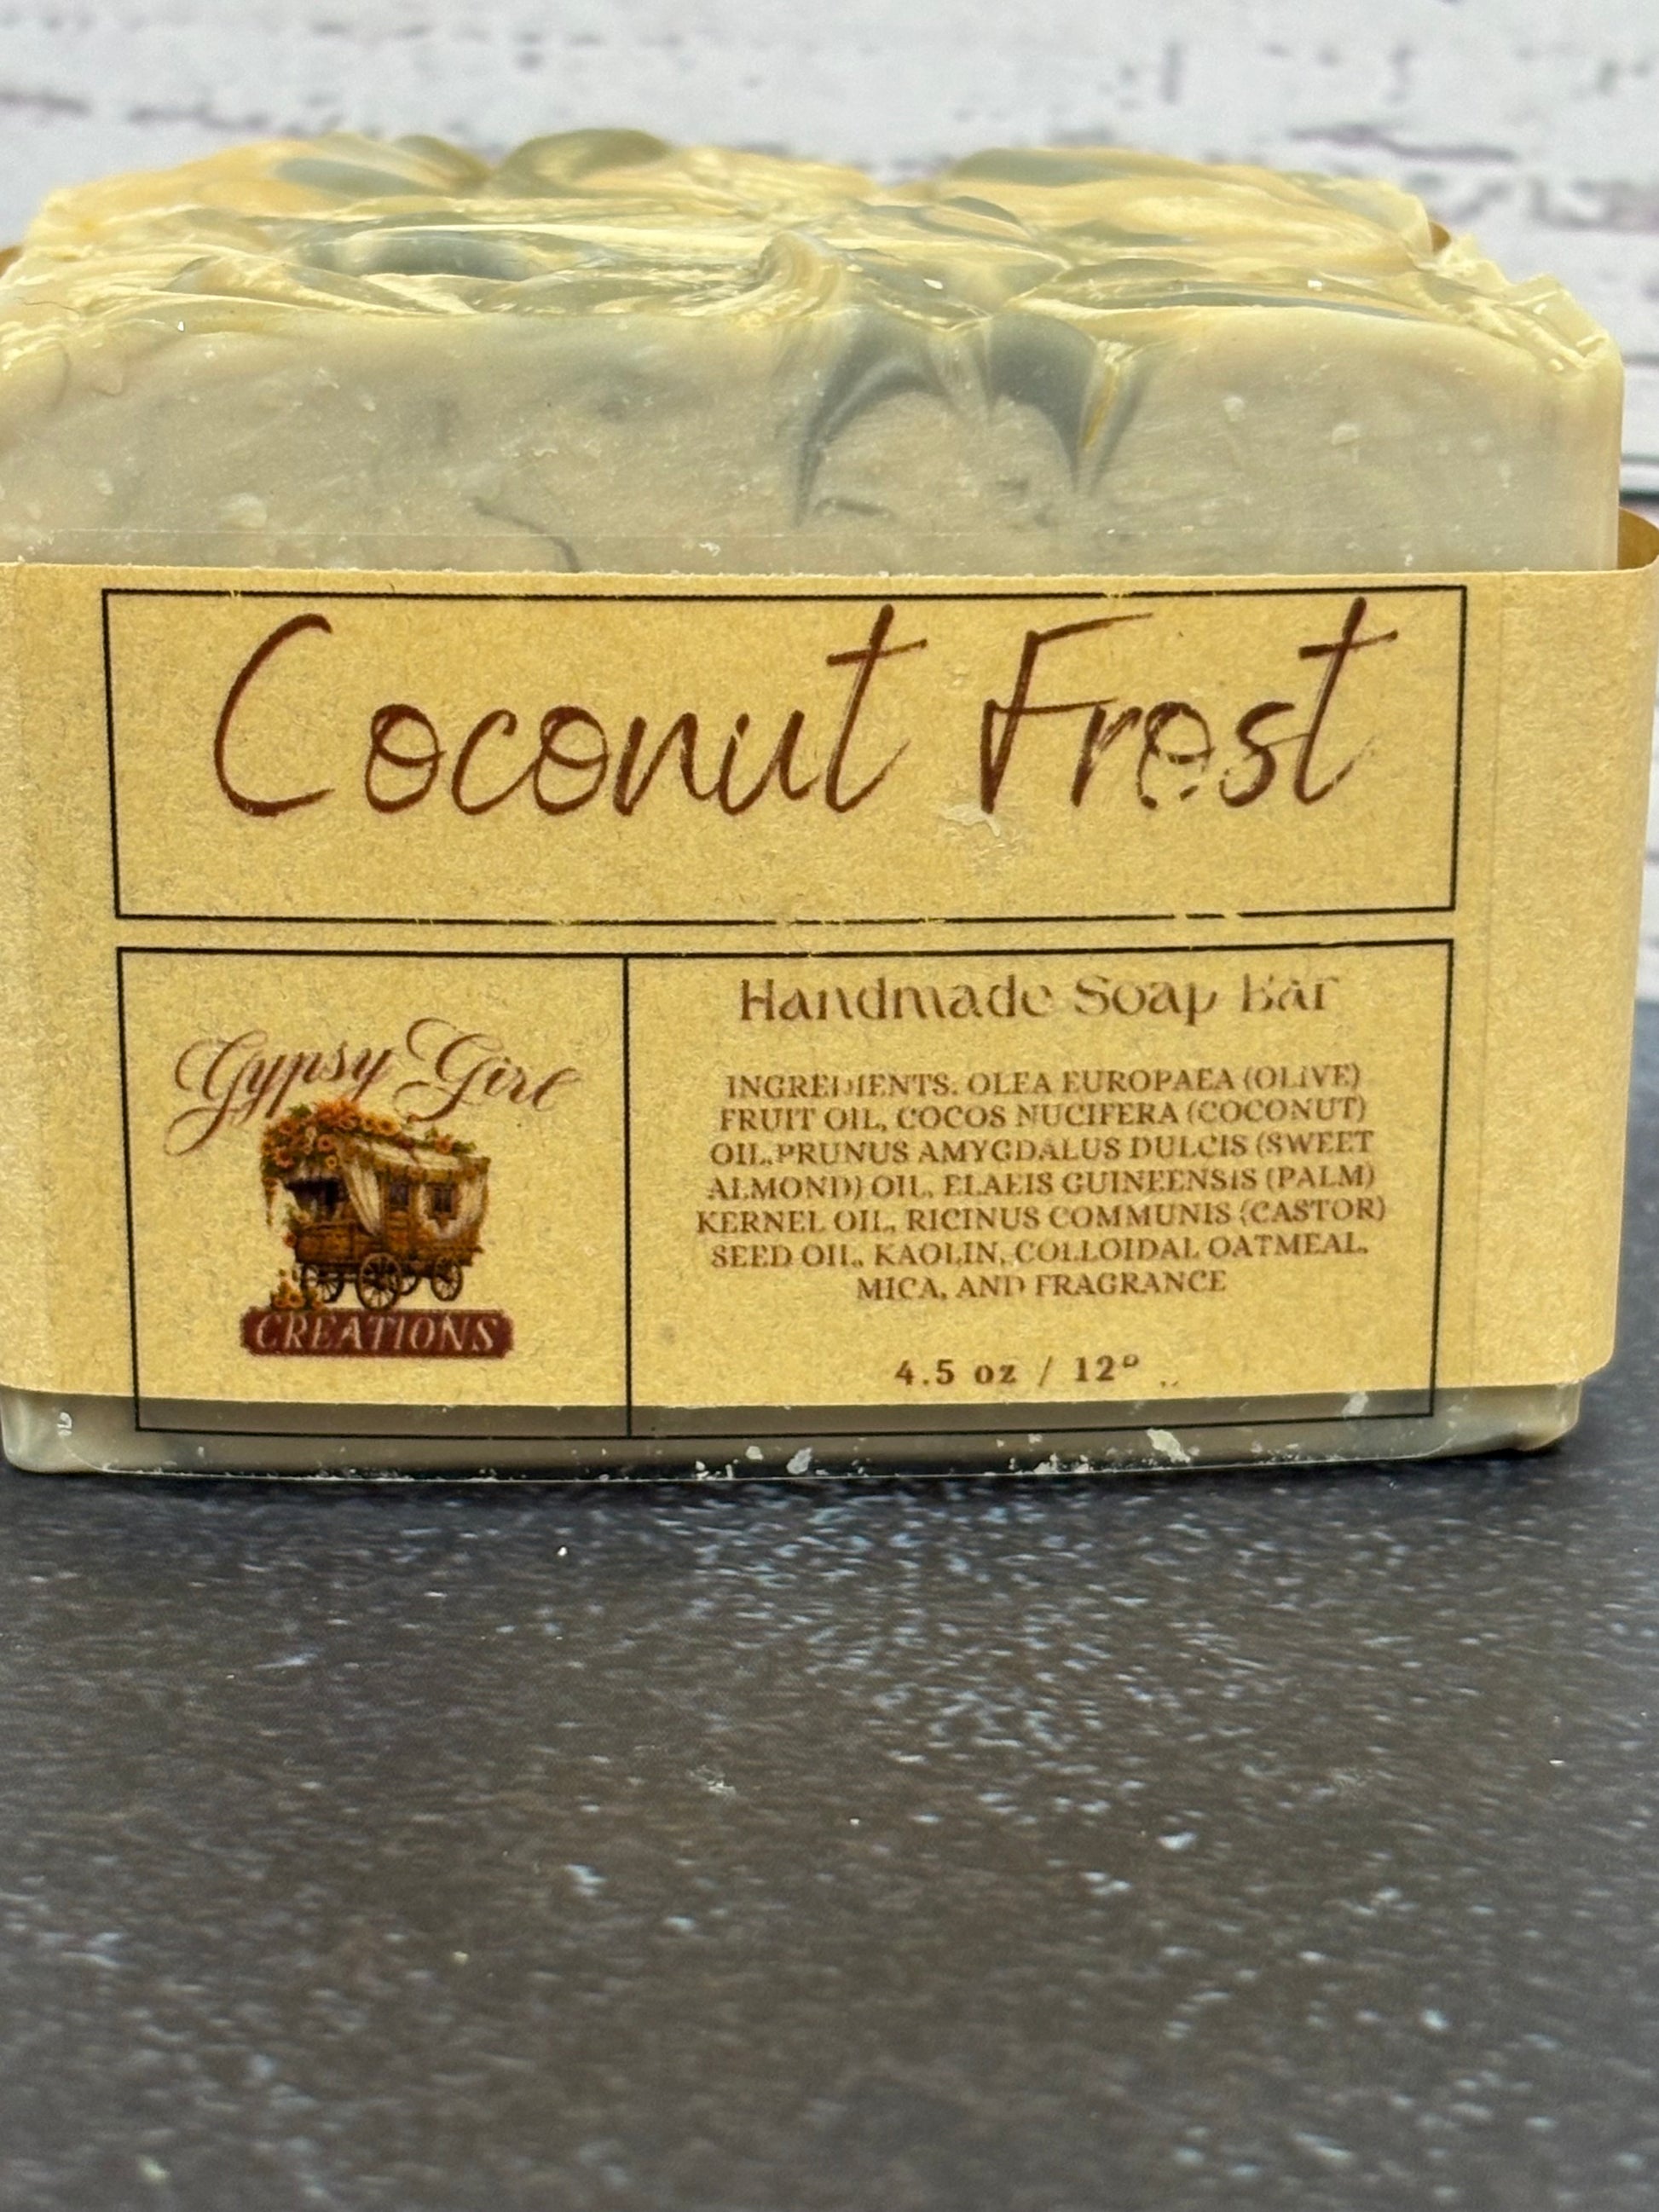 Coconut Frost
Gypsy Girl
CREATIONS
Handmade Soap Bar
INGREDIENTS. OLEA EUROPAEA (OLIVE)
FRUIT OIL, COCOS NUCIFERA (COCONUT)
OIL,PRUNUS AMYGDALUS DULCIS (SWEET
ALMOND) OIL, ELAEIS GUINEENSIS (PALM)
KERNEL OIL, RICINUS COMMUNIS (CASTOR)
SEED OIL, KAOLIN, COLLOIDAL OATMEAL,
MICA, AND FRAGRANCE
4.5 oz /